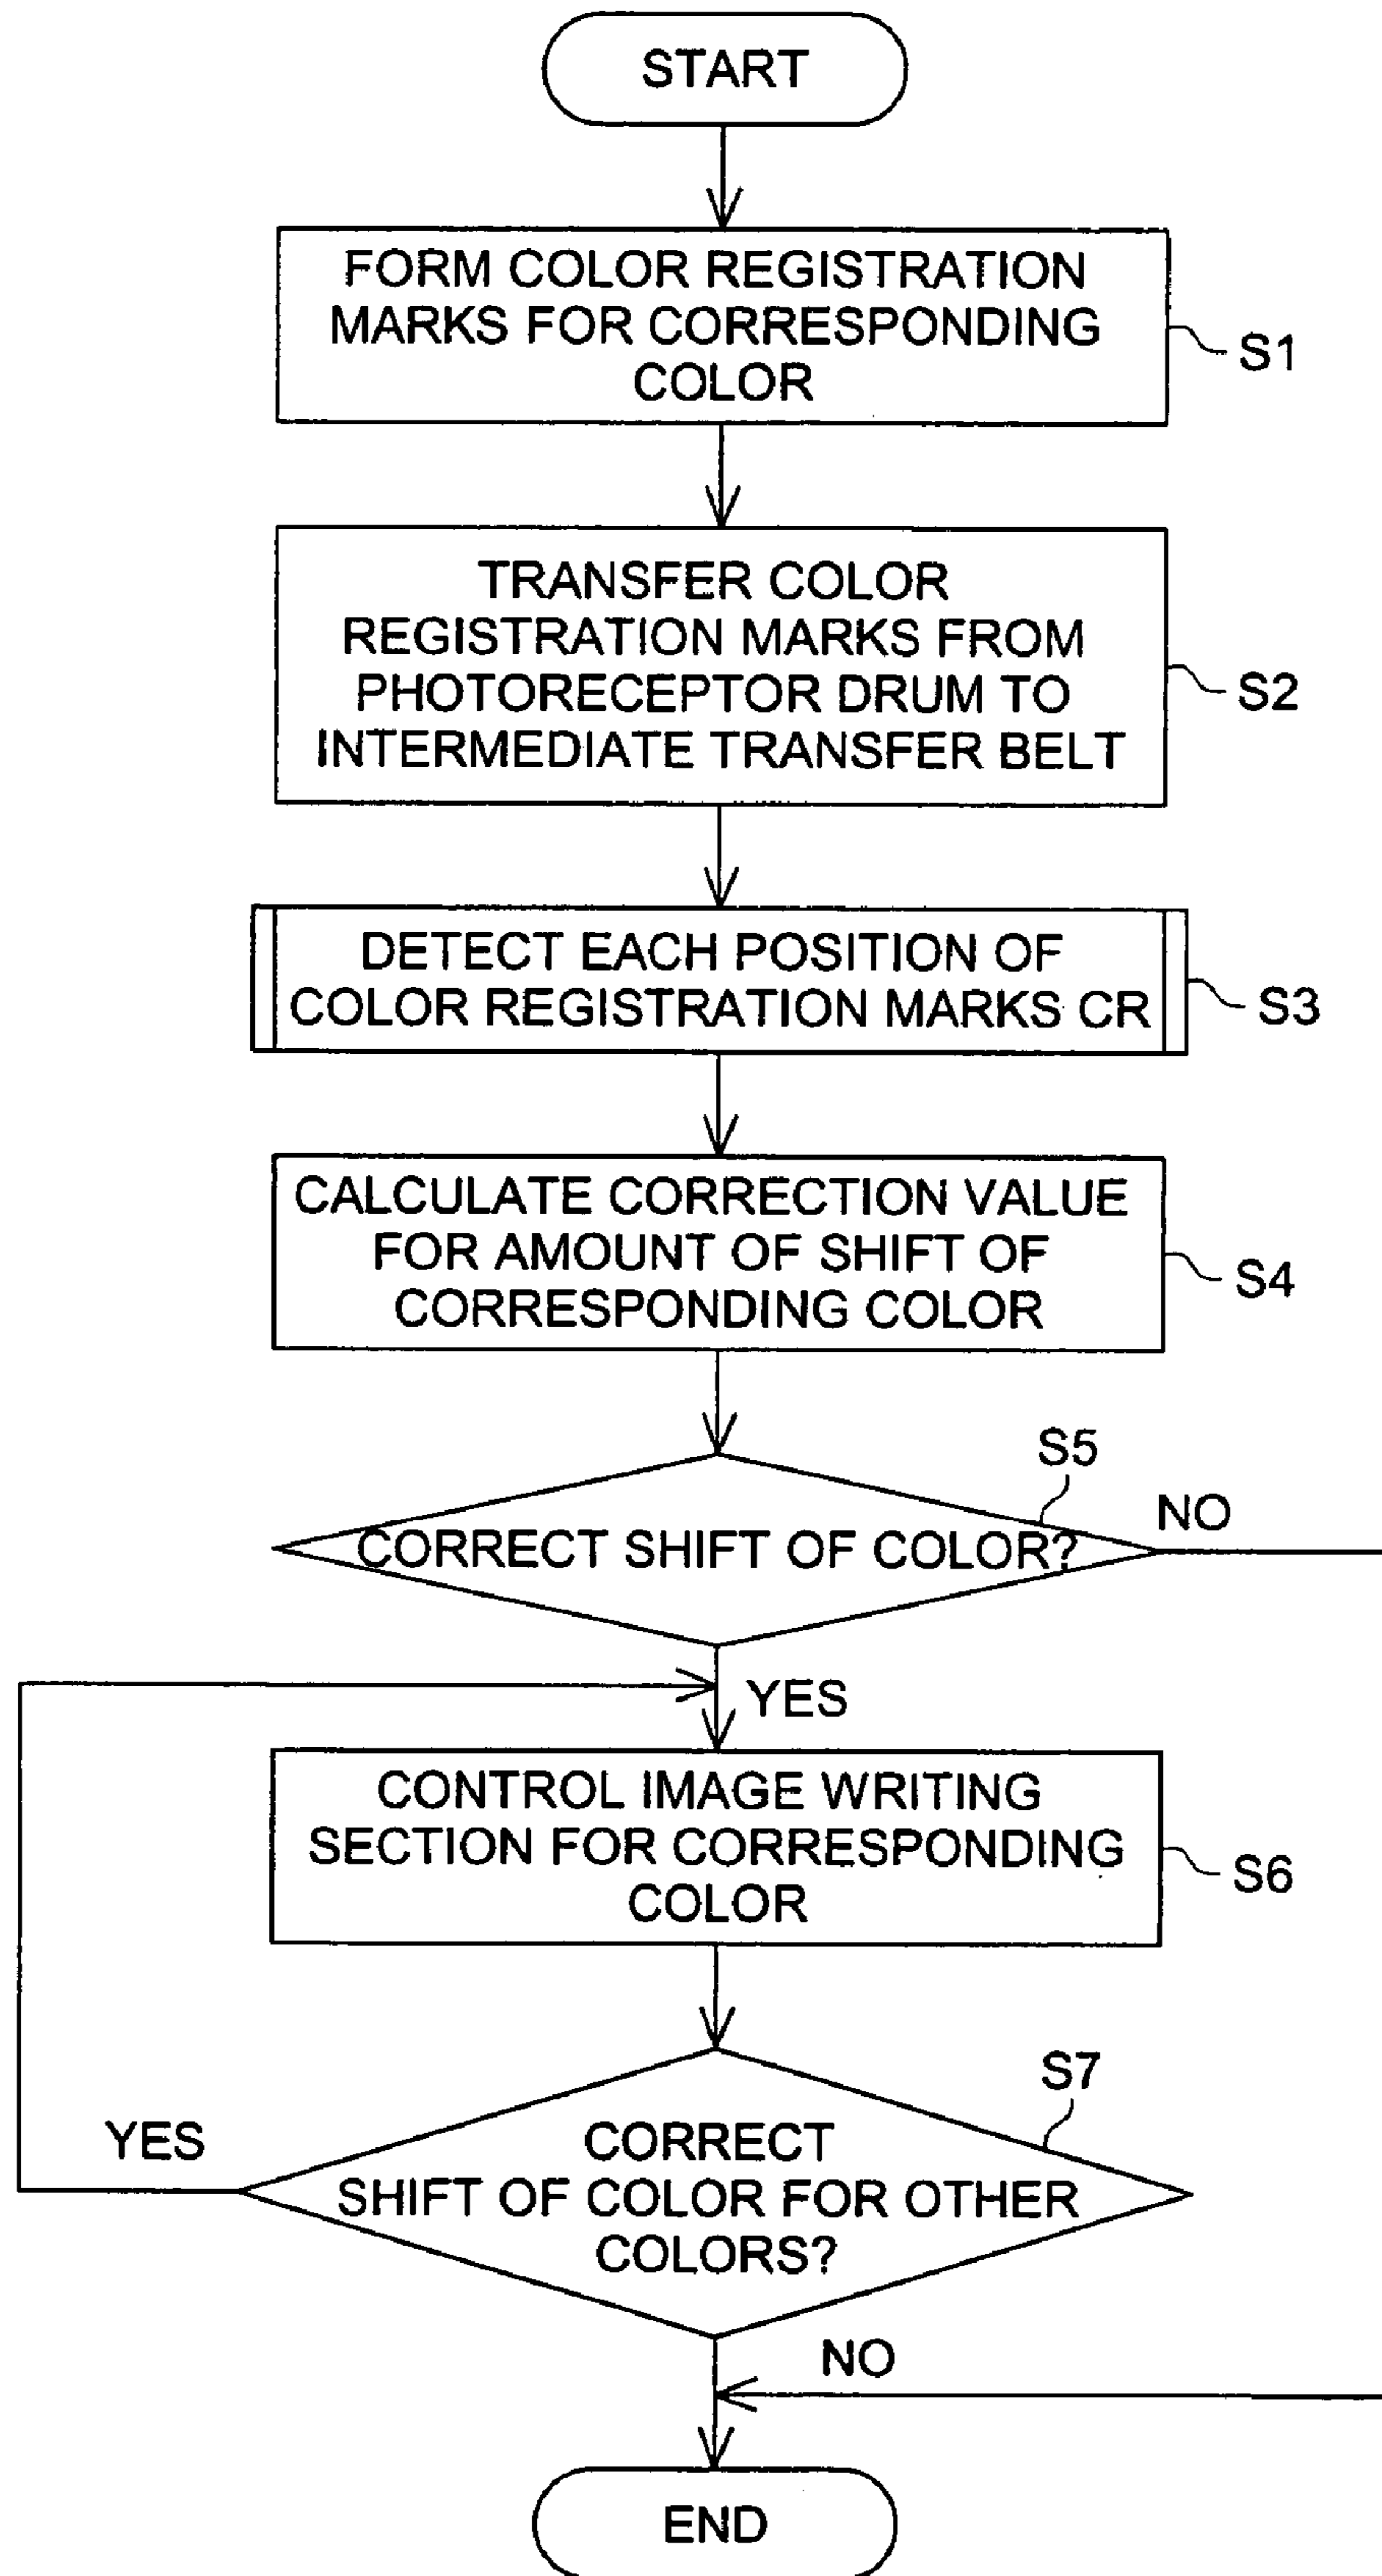 START
FORM COLOR REGISTRATION
MARKS FOR CORRESPONDING
COLOR
S1
TRANSFER COLOR
REGISTRATION MARKS FROM
PHOTORECEPTOR DRUM TO
INTERMEDIATE TRANSFER BELT
S2
DETECT EACH POSITION OF
COLOR REGISTRATION MARKS CR
S3
CALCULATE CORRECTION VALUE
FOR AMOUNT OF SHIFT OF
CORRESPONDING COLOR
S4
S5
NO
CORRECT SHIFT OF COLOR?
YES
CONTROL IMAGE WRITING
SECTION FOR CORRESPONDING
COLOR
S6
S7
YES
CORRECT
SHIFT OF COLOR FOR OTHER
COLORS?
NO
END